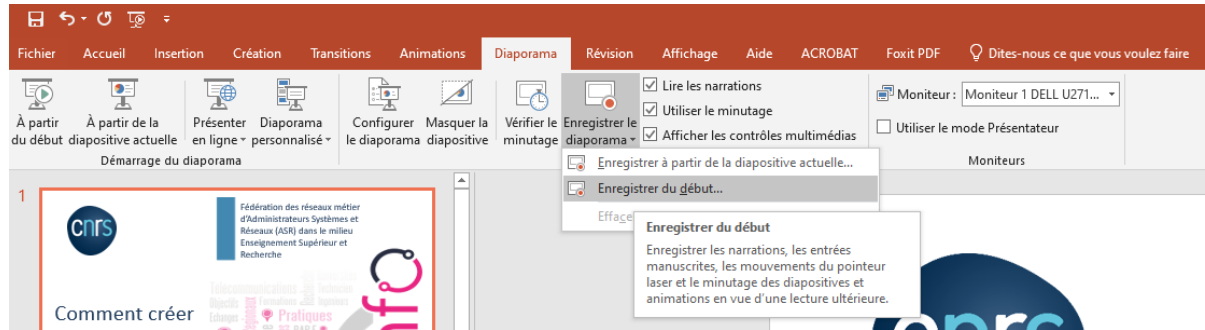 Fichier Accueil Insertion Création Transitions Animations Diaporama Révision Affichage Aide ACROBAT Foxit PDF Dites-nous ce que vous voulez faire
À partir du début
À partir de la diapositive actuelle
Présenter en ligne
Diaporama personnalisé
Démarrage du diaporama
Configurer le diaporama
Masquer la diapositive
Vérifier le minutage
Enregistrer le diaporama
Lire les narrations
Utiliser le minutage
Afficher les contrôles multimédias
Moniteur : Moniteur 1 DELL U271...
Utiliser le mode Présentateur
Moniteurs
Enregistrer à partir de la diapositive actuelle...
Enregistrer du début...
Enregistrer du début
Enregistrer les narrations, les entrées
manuscrites, les mouvements du pointeur
laser et le minutage des diapositives et
animations en vue d'une lecture ultérieure.
1
cnrs
Fédération des réseaux métier
d'Administrateurs Systèmes et
Réseaux (ASR) dans le milieu
Enseignement Supérieur et
Recherche
Comment créer
Pratiques